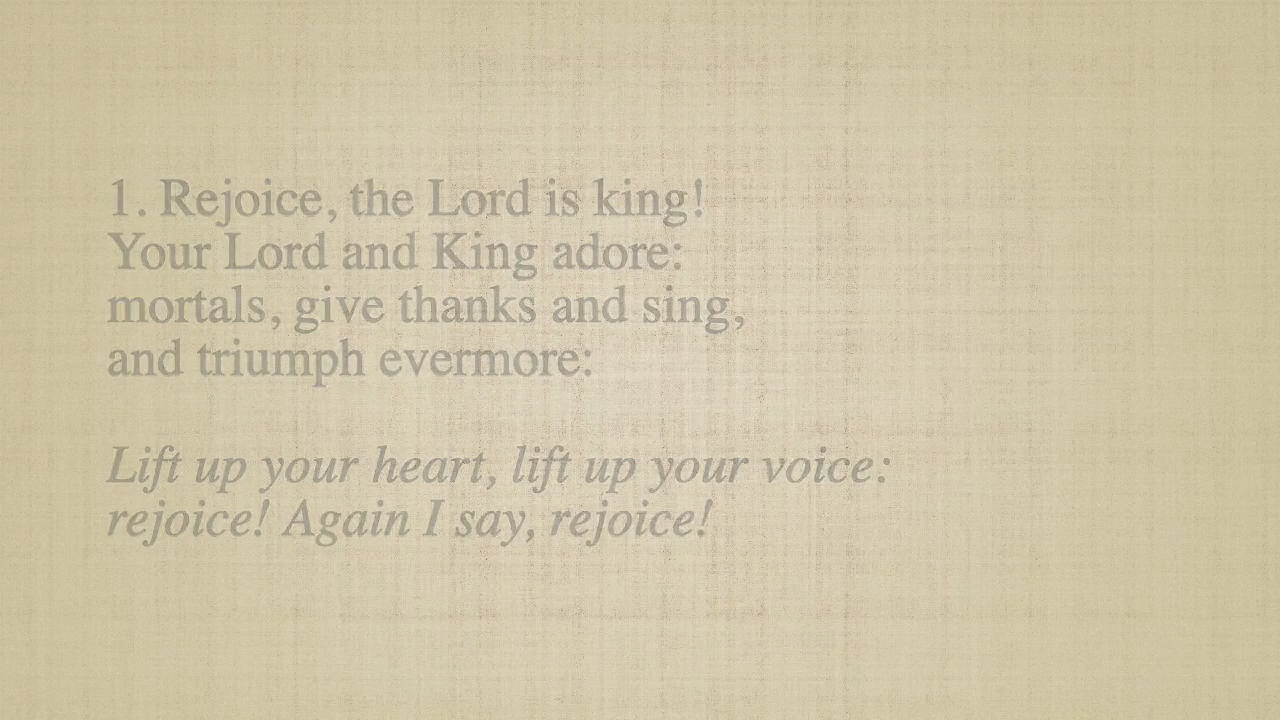 1. Rejoice, the Lord is king!
Your Lord and King adore:
mortals, give thanks and sing,
and triumph evermore:
Lift up your heart, lift up your voice:
rejoice! Again I say, rejoice!